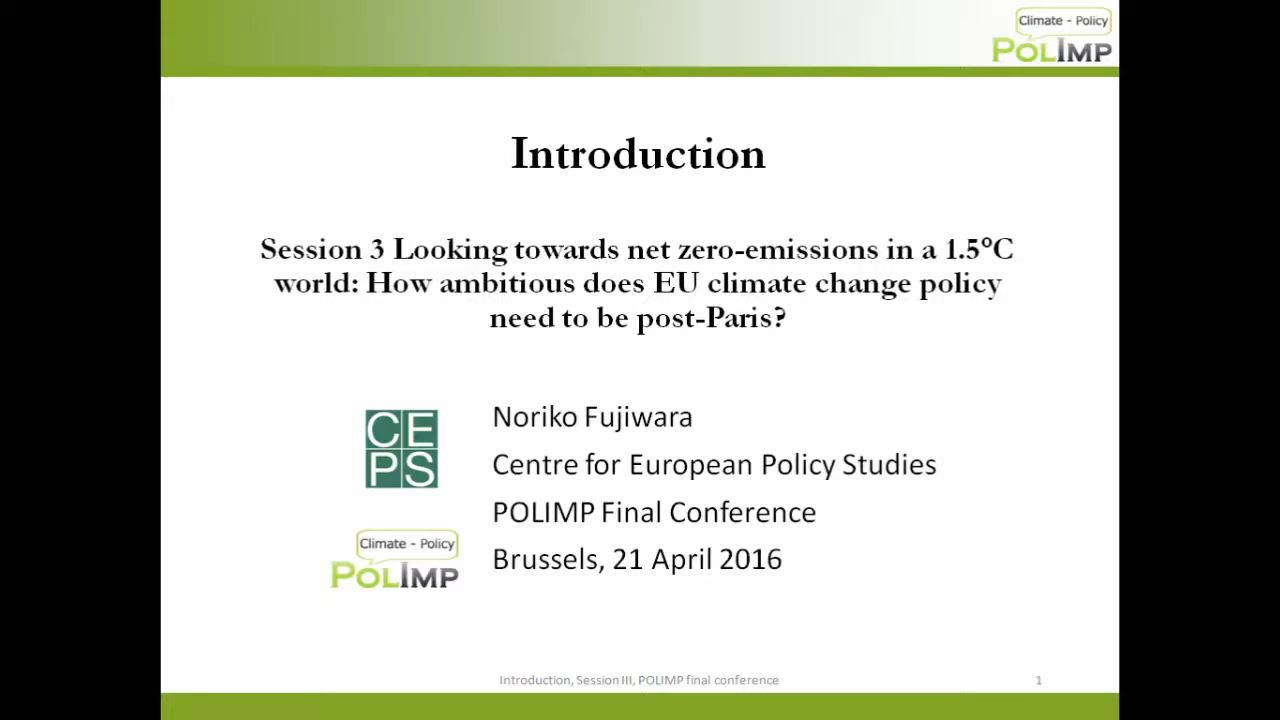 Climate - Policy
POLIMP
Introduction
Session 3 Looking towards net zero-emissions in a 1.5°C
world: How ambitious does EU climate change policy
need to be post-Paris?
CE
PS
Noriko Fujiwara
Centre for European Policy Studies
POLIMP Final Conference
Brussels, 21 April 2016
Climate - Policy
POLIMP
Introduction, Session III, POLIMP final conference
1